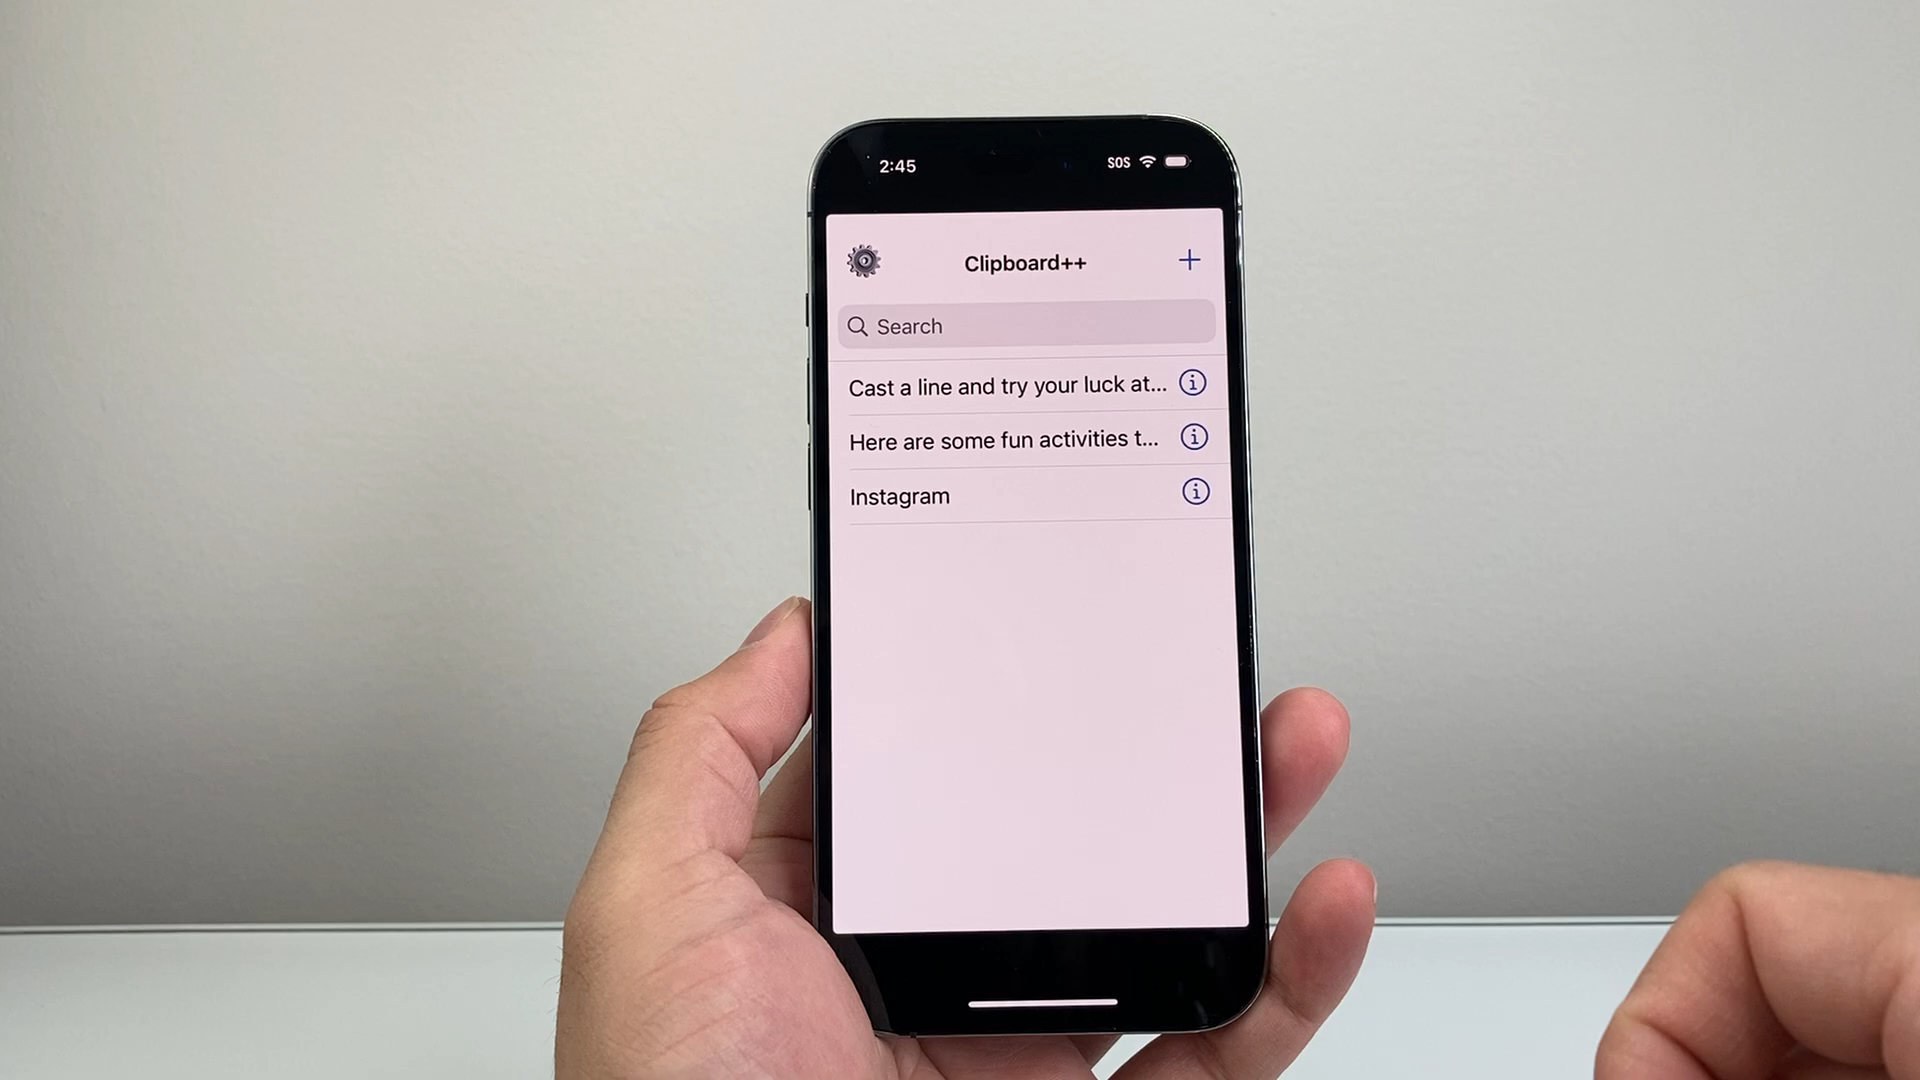 2:45
SOS
Clipboard++
Search
Cast a line and try your luck at...
Here are some fun activities t...
Instagram